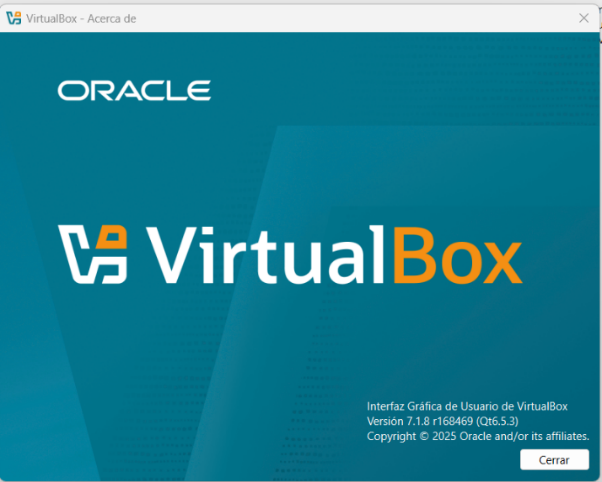 VirtualBox - Acerca de
ORACLE
VirtualBox
Interfaz Gráfica de Usuario de VirtualBox
Versión 7.1.8 r168469 (Qt6.5.3)
Copyright © 2025 Oracle and/or its affiliates.
Cerrar